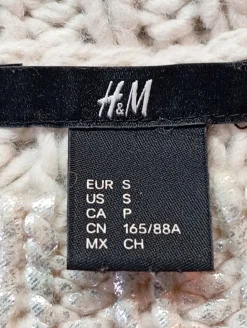 H&M
EUR S
US S
CA P
CN 165/88A
MX CH